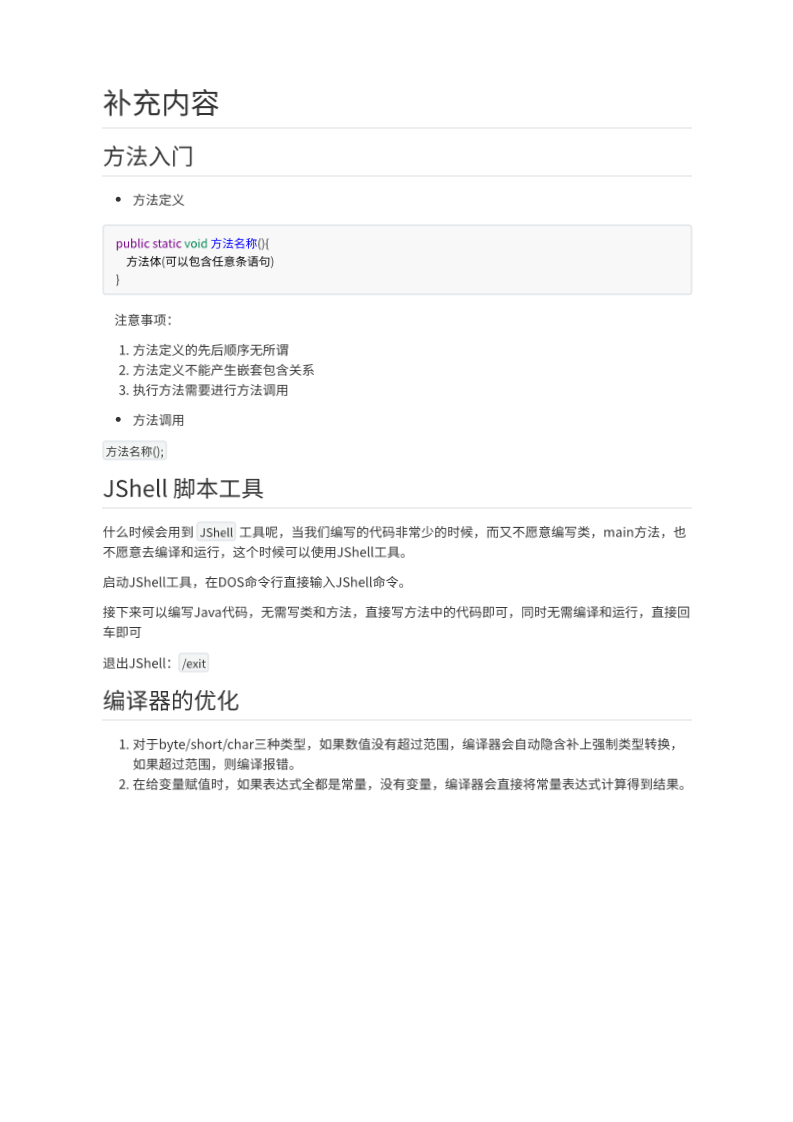 补充内容
方法入门
方法定义
public static void 方法名称(){
方法体(可以包含任意条语句)
}
注意事项：
1. 方法定义的先后顺序无所谓
2. 方法定义不能产生嵌套包含关系
3. 执行方法需要进行方法调用
方法调用
方法名称();
JShell 脚本工具
什么时候会用到 JShell 工具呢，当我们编写的代码非常少的时候，而又不愿意编写类，main方法，也
不愿意去编译和运行，这个时候可以使用JShell工具。
启动JShell工具，在DOS命令行直接输入JShell命令。
接下来可以编写Java代码，无需写类和方法，直接写方法中的代码即可，同时无需编译和运行，直接回
车即可
退出JShell：/exit
编译器的优化
1. 对于byte/short/char三种类型，如果数值没有超过范围，编译器会自动隐含补上强制类型转换，
如果超过范围，则编译报错。
2. 在给变量赋值时，如果表达式全都是常量，没有变量，编译器会直接将常量表达式计算得到结果。